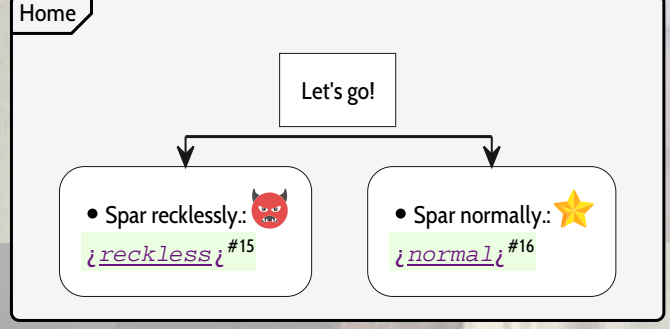 Home
Let's go!
• Spar recklessly.:
¿reckless¿#15
• Spar normally.:
¿normal¿#16